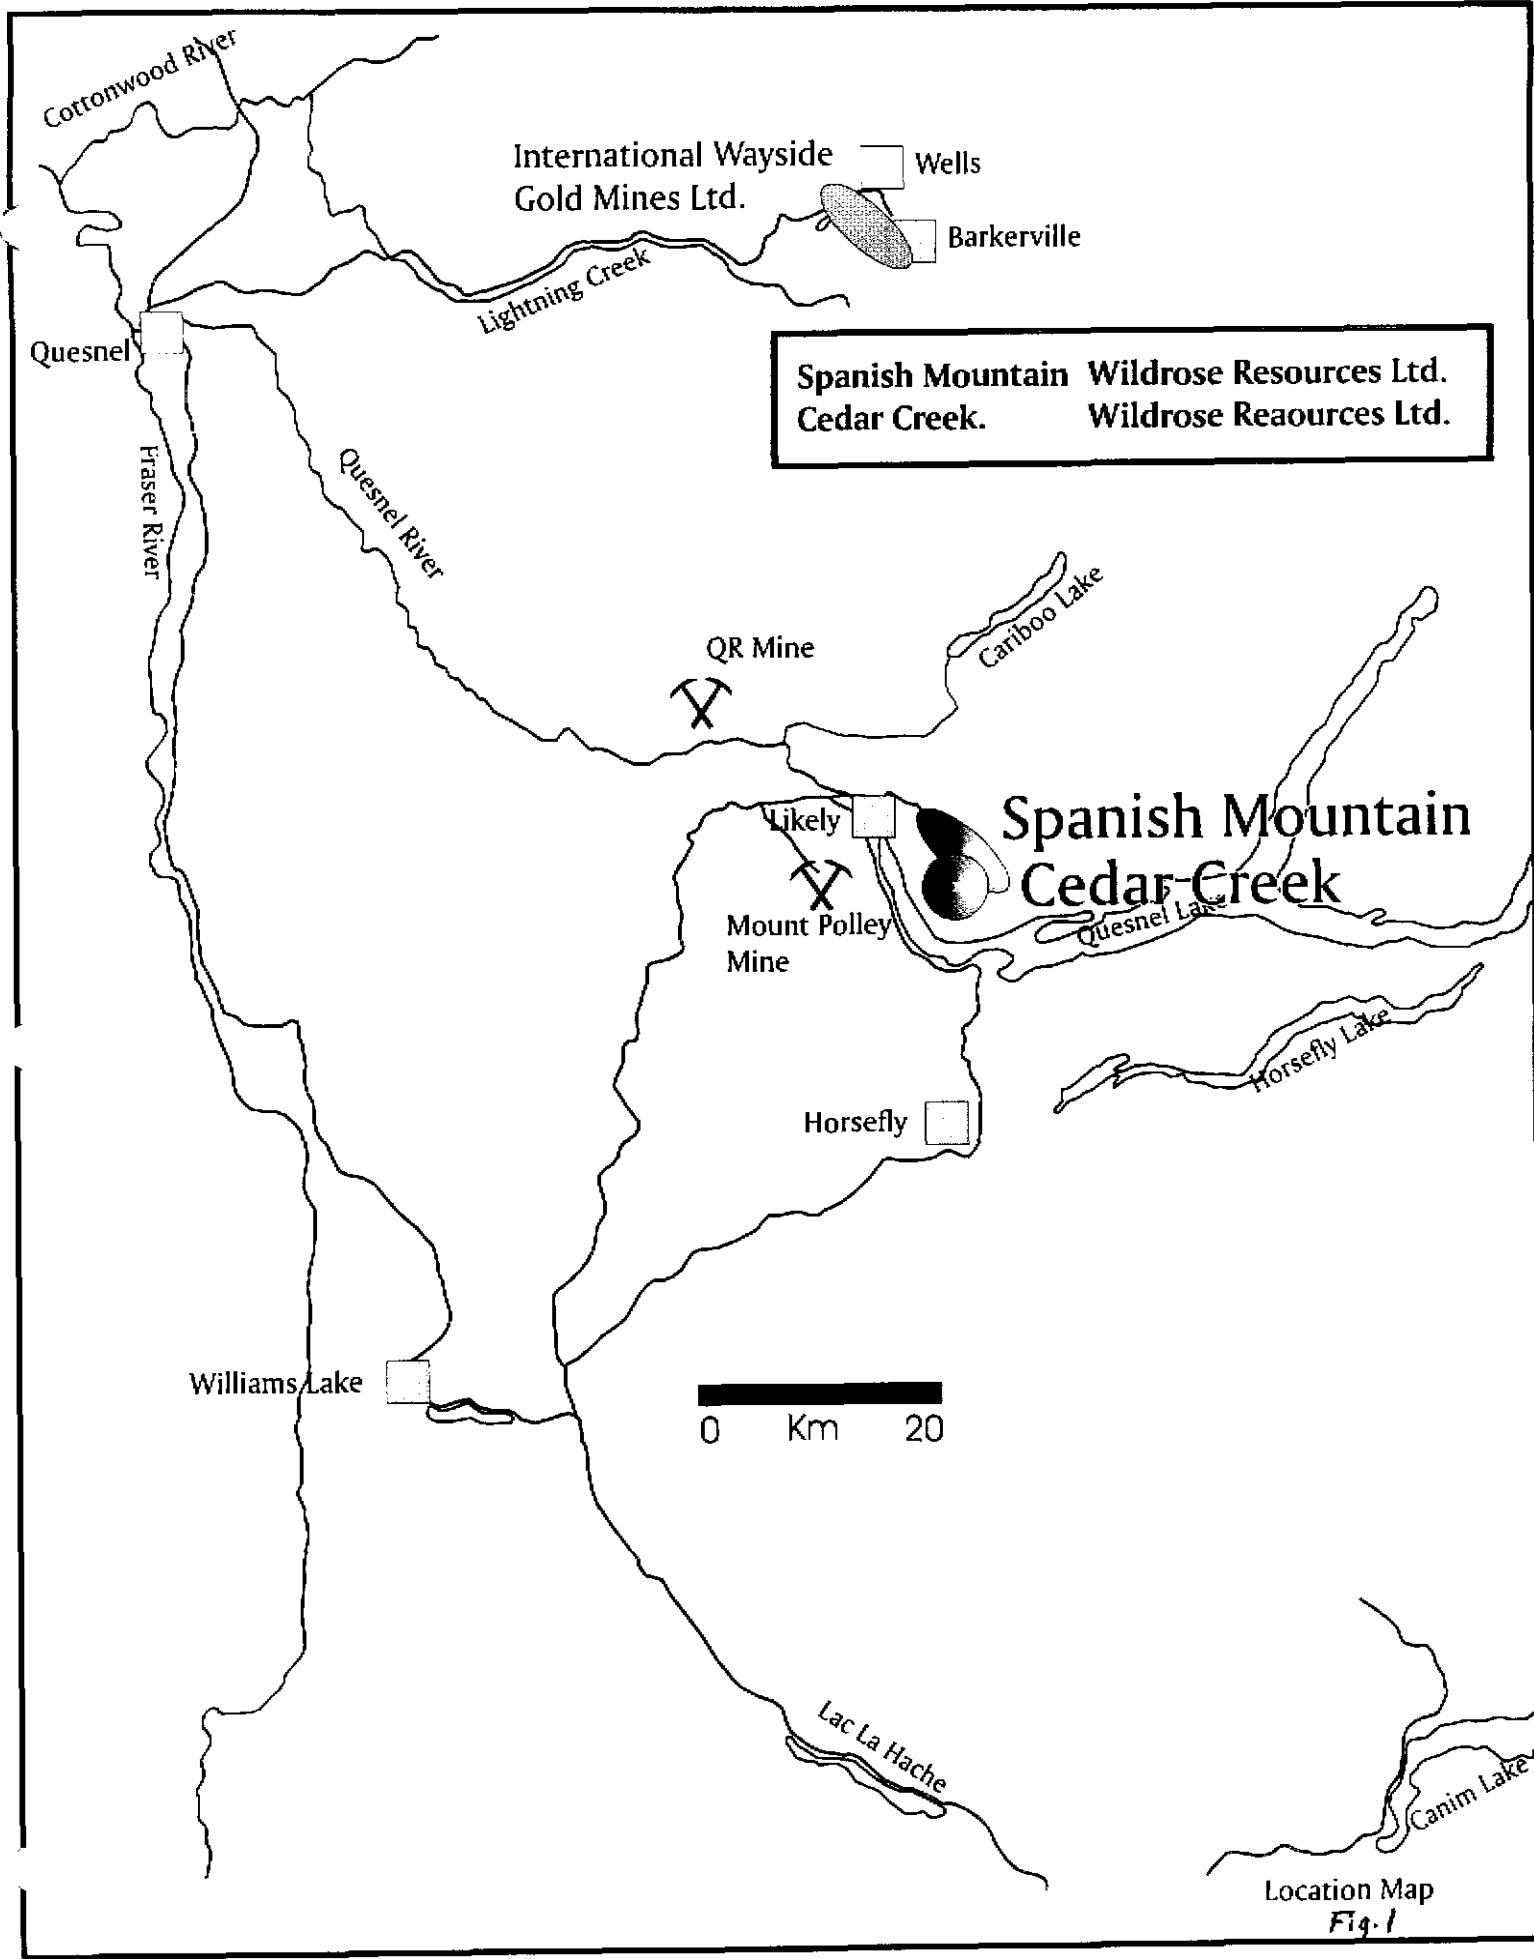 Cottonwood River
International Wayside
Gold Mines Ltd.
Wells
Barkerville
Lightning Creek
Quesnel
Spanish Mountain Wildrose Resources Ltd.
Cedar Creek. Wildrose Reaources Ltd.
Fraser River
Quesnel River
Cariboo Lake
QR Mine
Likely
Spanish Mountain
Cedar Creek
Quesnel Lake
Mount Polley
Mine
Horsefly Lake
Horsefly
Williams Lake
0 Km 20
Lac La Hache
Canim Lake
Location Map
Fig. 1